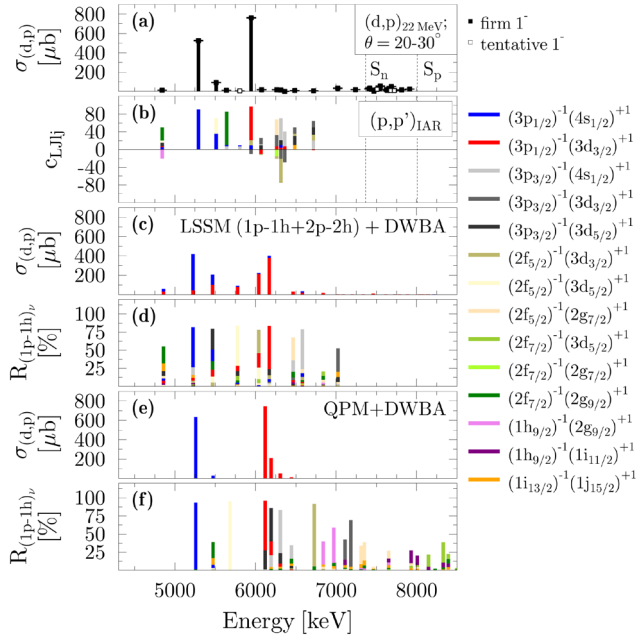 (a)
σ(d,p) [μb]
800
600
400
200
0
(d,p)22 MeV;
θ = 20-30°
Sn
Sp
firm 1-
tentative 1-
(b)
cLJlj
80
40
0
-40
-80
(p,p')IAR
(c)
LSSM (1p-1h+2p-2h) + DWBA
σ(d,p) [μb]
800
600
400
200
0
(d)
R(1p-1h)ν [%]
100
75
50
25
0
(e)
QPM+DWBA
σ(d,p) [μb]
800
600
400
200
0
(f)
R(1p-1h)ν [%]
100
75
50
25
0
5000
6000
7000
8000
Energy [keV]
(3p1/2)-1(4s1/2)+1
(3p1/2)-1(3d3/2)+1
(3p3/2)-1(4s1/2)+1
(3p3/2)-1(3d3/2)+1
(3p3/2)-1(3d5/2)+1
(2f5/2)-1(3d3/2)+1
(2f5/2)-1(3d5/2)+1
(2f5/2)-1(2g7/2)+1
(2f7/2)-1(3d5/2)+1
(2f7/2)-1(2g7/2)+1
(2f7/2)-1(2g9/2)+1
(1h9/2)-1(2g9/2)+1
(1h9/2)-1(1i11/2)+1
(1i13/2)-1(1j15/2)+1